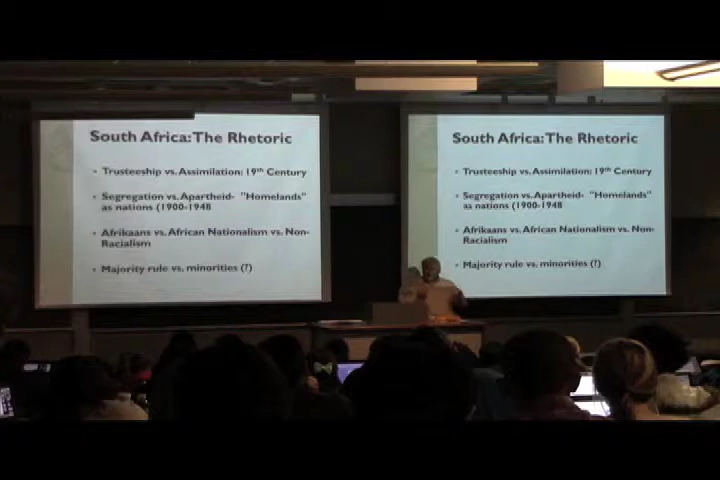 South Africa: The Rhetoric
• Trusteeship vs. Assimilation: 19th Century
• Segregation vs. Apartheid- "Homelands"
as nations (1900-1948
• Afrikaans vs. African Nationalism vs. Non-
Racialism
• Majority rule vs. minorities (?)
South Africa: The Rhetoric
• Trusteeship vs. Assimilation: 19th Century
• Segregation vs. Apartheid- "Homelands"
as nations (1900-1948
• Afrikaans vs. African Nationalism vs. Non-
Racialism
• Majority rule vs. minorities (?)